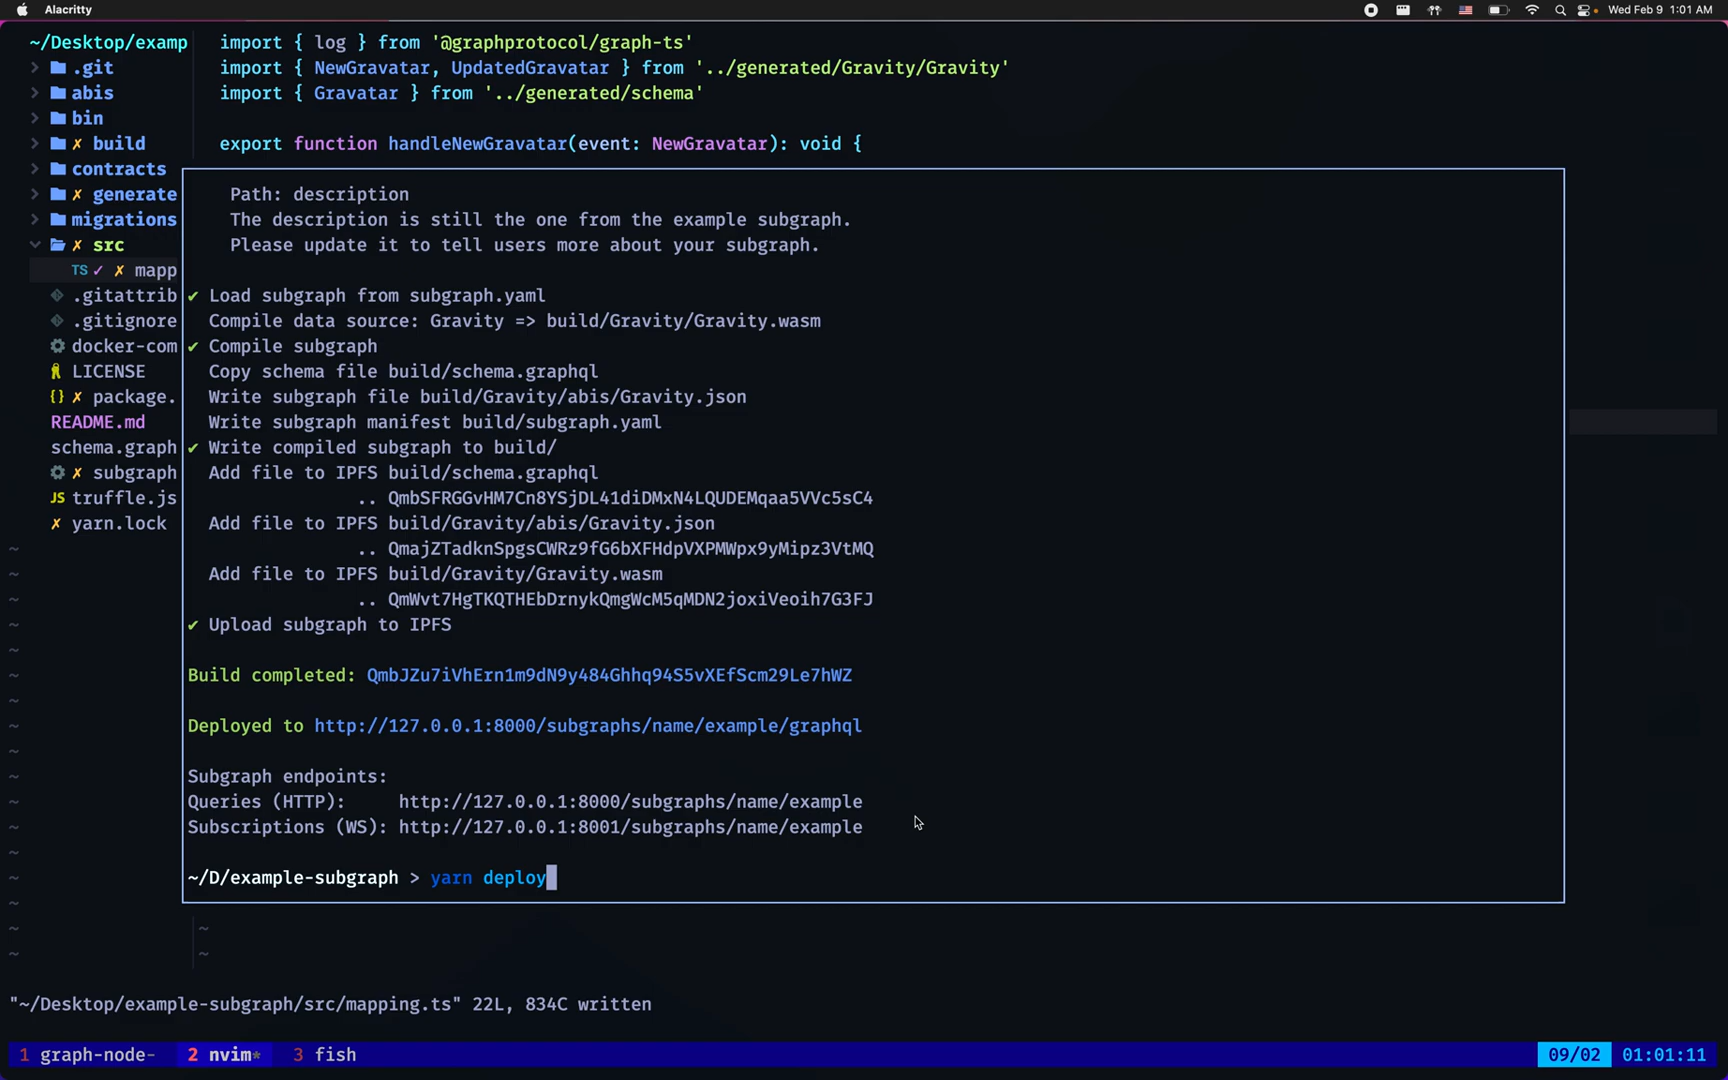 Alacritty
Wed Feb 9 1:01 AM
~/Desktop/examp
.git
abis
bin
✗ build
contracts
✗ generate
migrations
✗ src
TS ✓ ✗ mapp
.gitattrib
.gitignore
docker-com
LICENSE
{} ✗ package.
README.md
schema.graph
✗ subgraph
JS truffle.js
✗ yarn.lock
import { log } from '@graphprotocol/graph-ts'
import { NewGravatar, UpdatedGravatar } from '../generated/Gravity/Gravity'
import { Gravatar } from '../generated/schema'
export function handleNewGravatar(event: NewGravatar): void {
Path: description
The description is still the one from the example subgraph.
Please update it to tell users more about your subgraph.
✔ Load subgraph from subgraph.yaml
Compile data source: Gravity => build/Gravity/Gravity.wasm
✔ Compile subgraph
Copy schema file build/schema.graphql
Write subgraph file build/Gravity/abis/Gravity.json
Write subgraph manifest build/subgraph.yaml
✔ Write compiled subgraph to build/
Add file to IPFS build/schema.graphql
.. QmbSFRGGvHM7Cn8YSjDL41diDMxN4LQUDEMqaa5VVc5sC4
Add file to IPFS build/Gravity/abis/Gravity.json
.. QmajZTadknSpgsCWRz9fG6bXFHdpVXPMWpx9yMipz3VtMQ
Add file to IPFS build/Gravity/Gravity.wasm
.. QmWvt7HgTKQTHEbDrnykQmgWcM5qMDN2joxiVeoih7G3FJ
✔ Upload subgraph to IPFS
Build completed: QmbJZu7iVhErn1m9dN9y484Ghhq94S5vXEfScm29Le7hWZ
Deployed to http://127.0.0.1:8000/subgraphs/name/example/graphql
Subgraph endpoints:
Queries (HTTP): http://127.0.0.1:8000/subgraphs/name/example
Subscriptions (WS): http://127.0.0.1:8001/subgraphs/name/example
~/D/example-subgraph > yarn deploy
"~/Desktop/example-subgraph/src/mapping.ts" 22L, 834C written
1 graph-node- 2 nvim* 3 fish
09/02 01:01:11